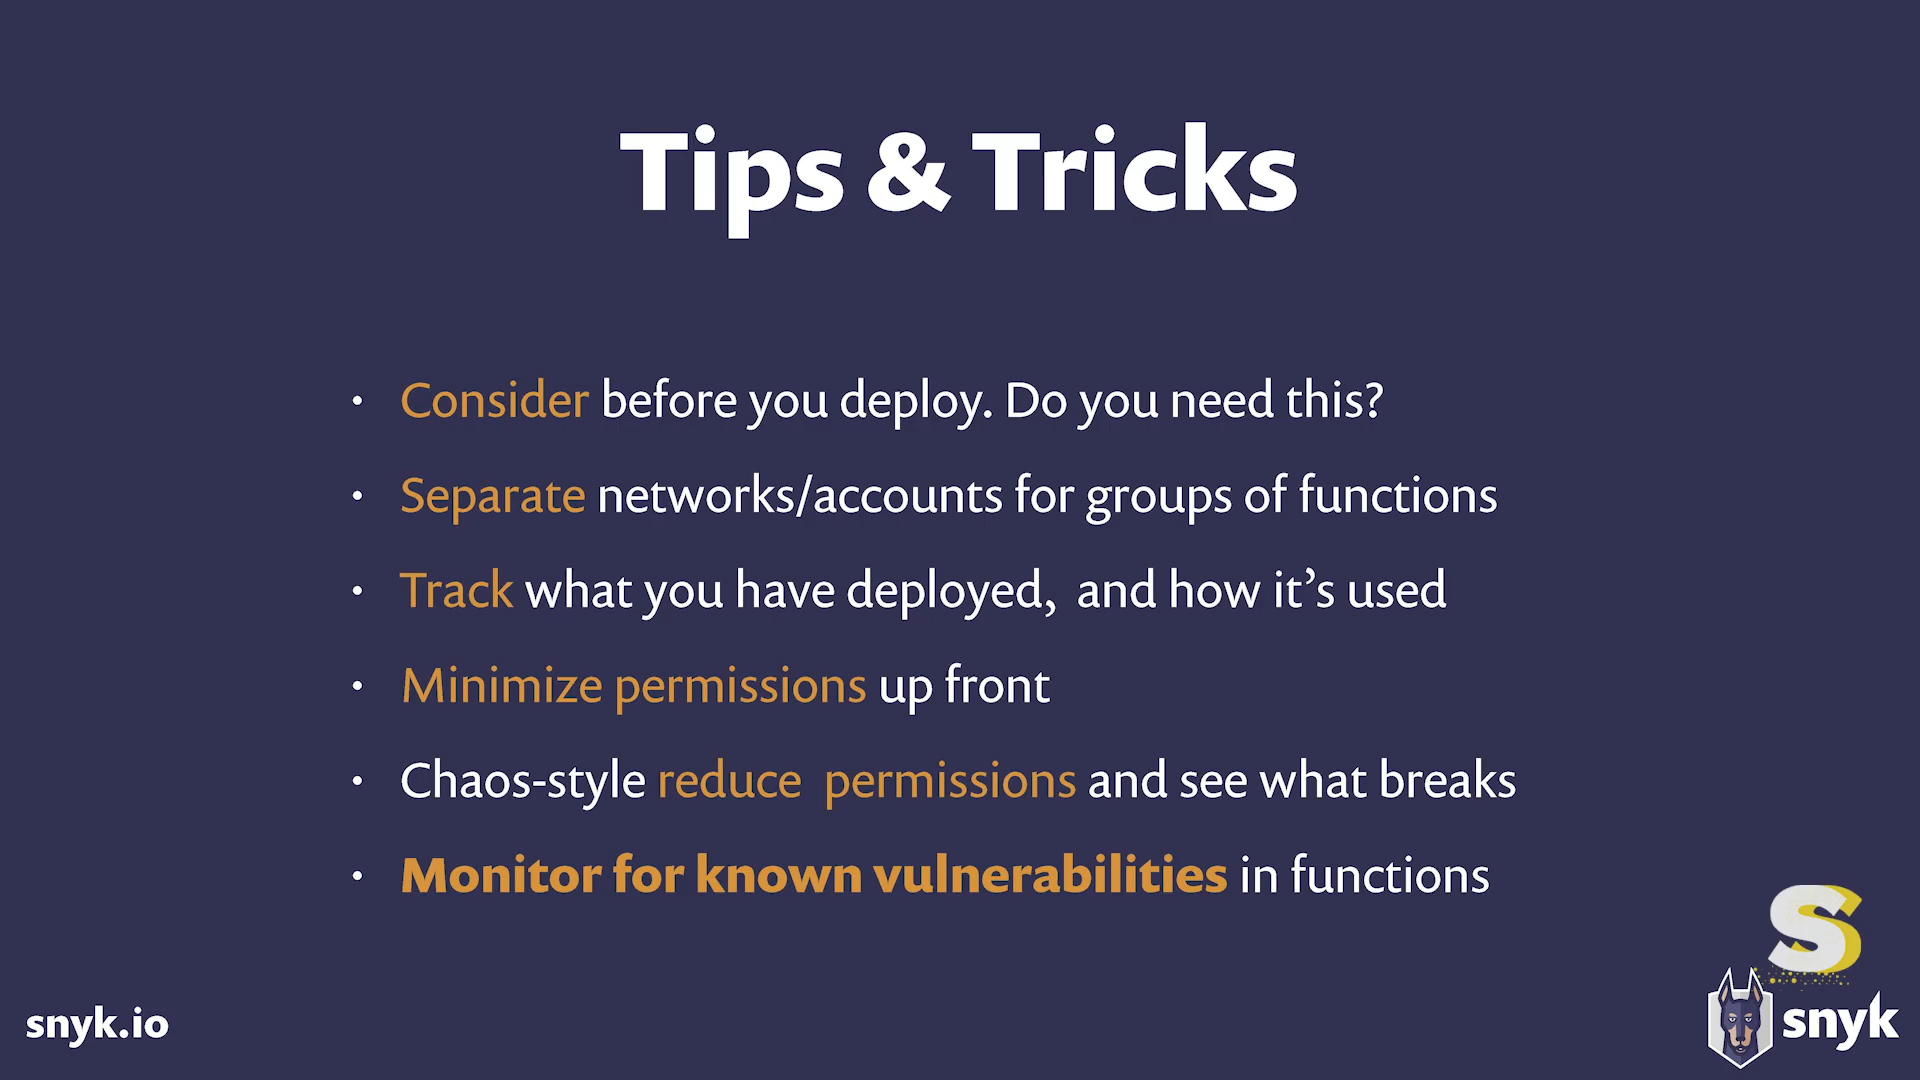 Tips & Tricks
• Consider before you deploy. Do you need this?
• Separate networks/accounts for groups of functions
• Track what you have deployed, and how it’s used
• Minimize permissions up front
• Chaos-style reduce permissions and see what breaks
• Monitor for known vulnerabilities in functions
S
snyk.io
snyk